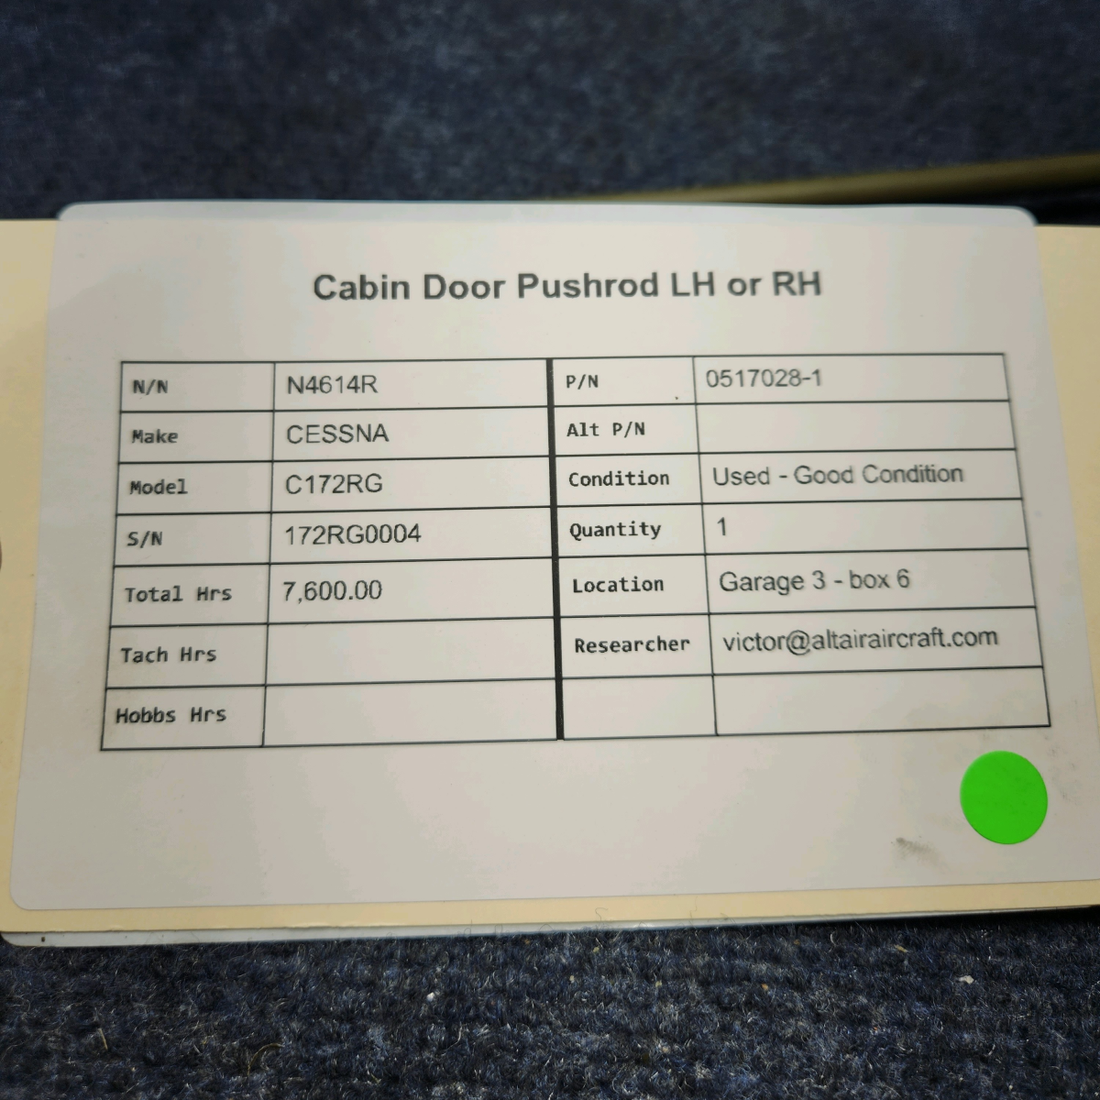 Cabin Door Pushrod LH or RH
N/N N4614R P/N 0517028-1
Make CESSNA Alt P/N
Model C172RG Condition Used - Good Condition
S/N 172RG0004 Quantity 1
Total Hrs 7,600.00 Location Garage 3 - box 6
Tach Hrs Researcher victor@altairaircraft.com
Hobbs Hrs